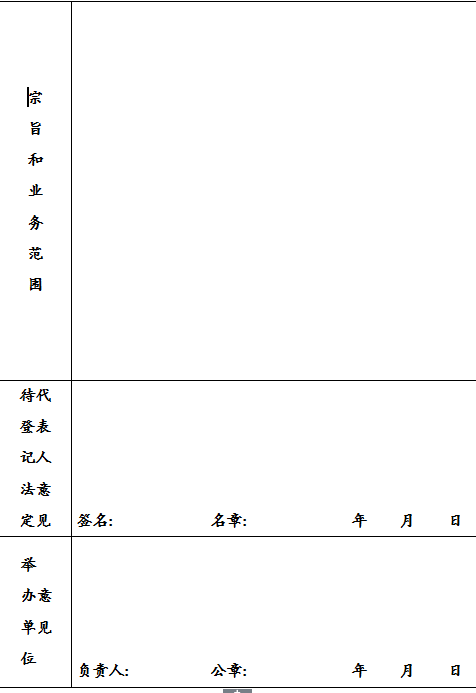 宗
旨
和
业
务
范
围
待代
登表
记人
法意
定见
签名: 名章: 年 月 日
举
办意
单见
位
负责人: 公章: 年 月 日